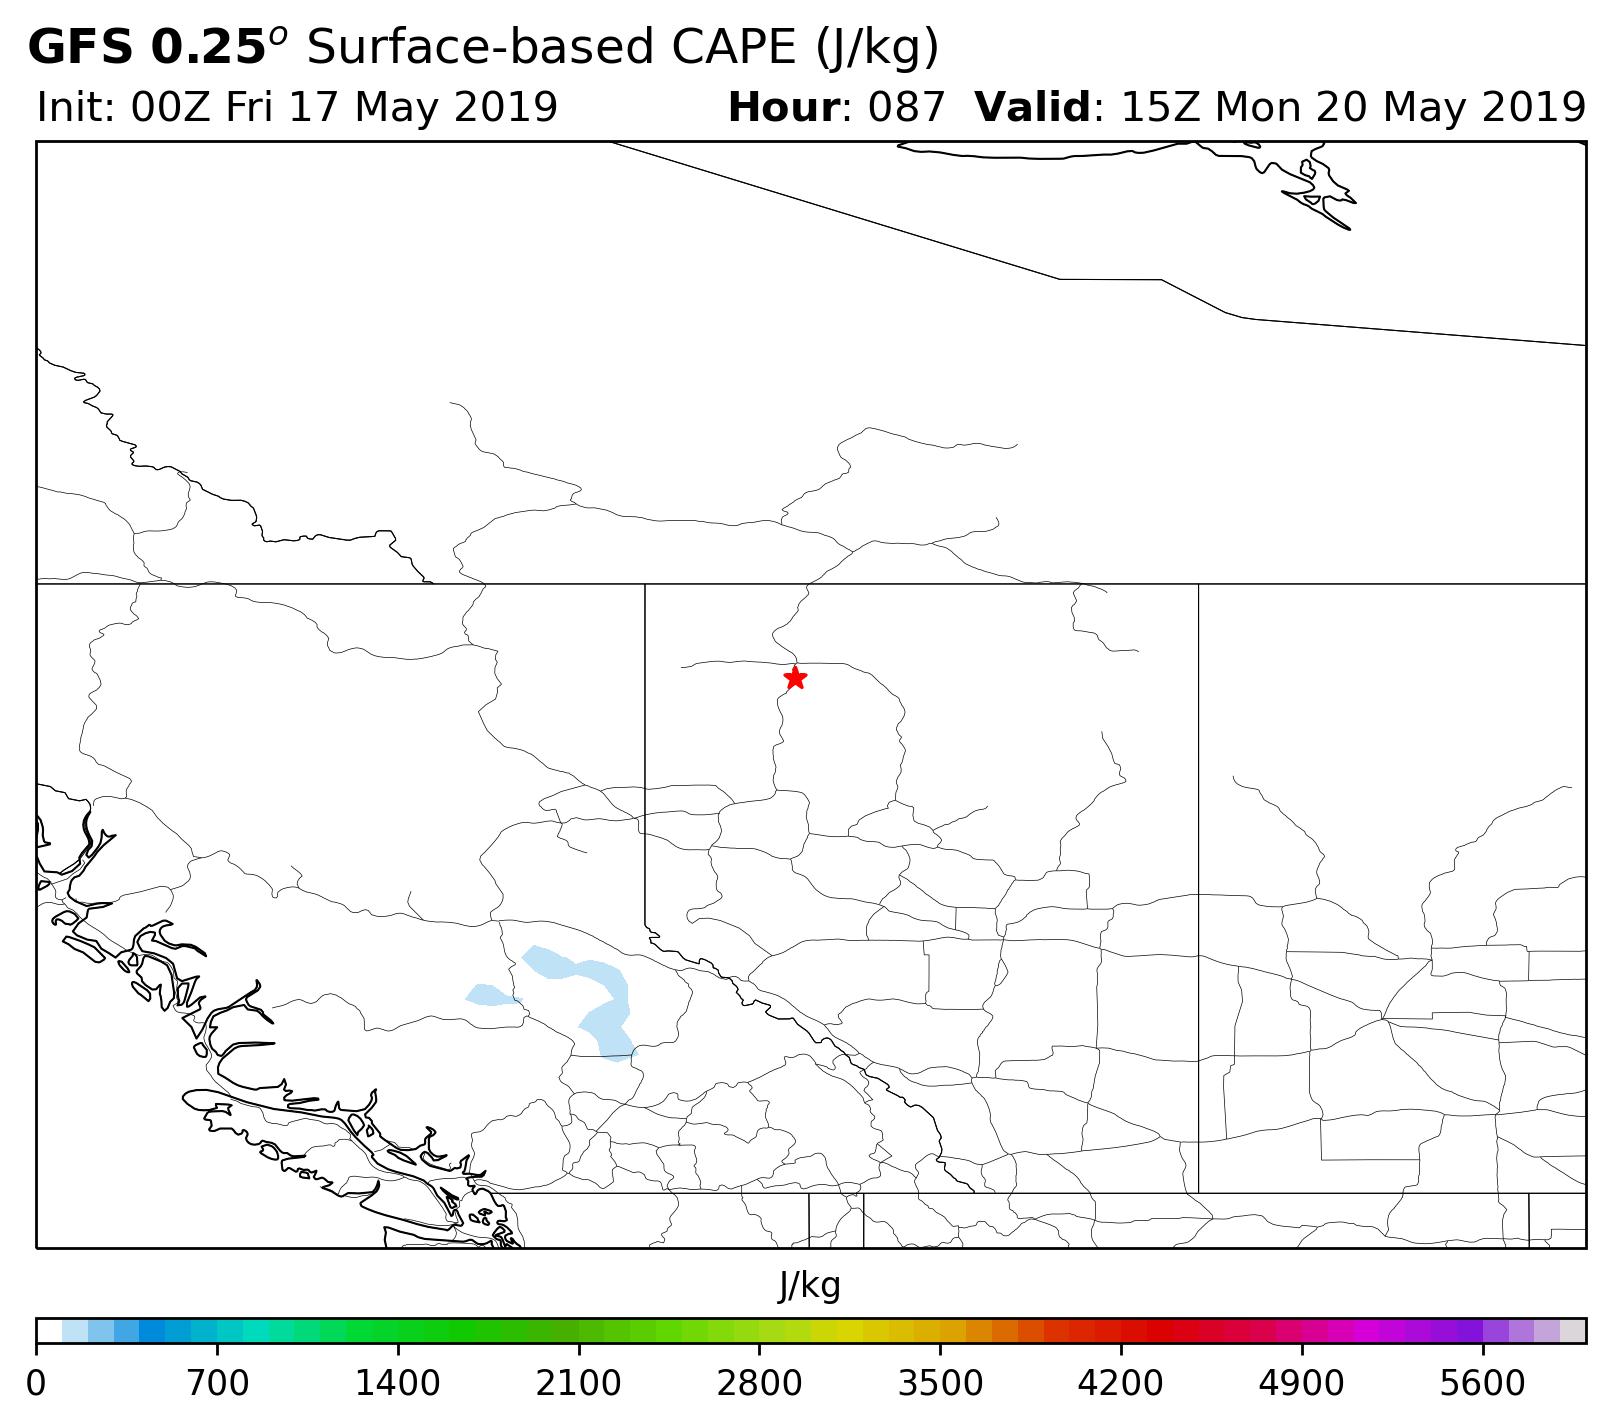 GFS 0.25° Surface-based CAPE (J/kg)
Init: 00Z Fri 17 May 2019 Hour: 087 Valid: 15Z Mon 20 May 2019
J/kg
0 700 1400 2100 2800 3500 4200 4900 5600